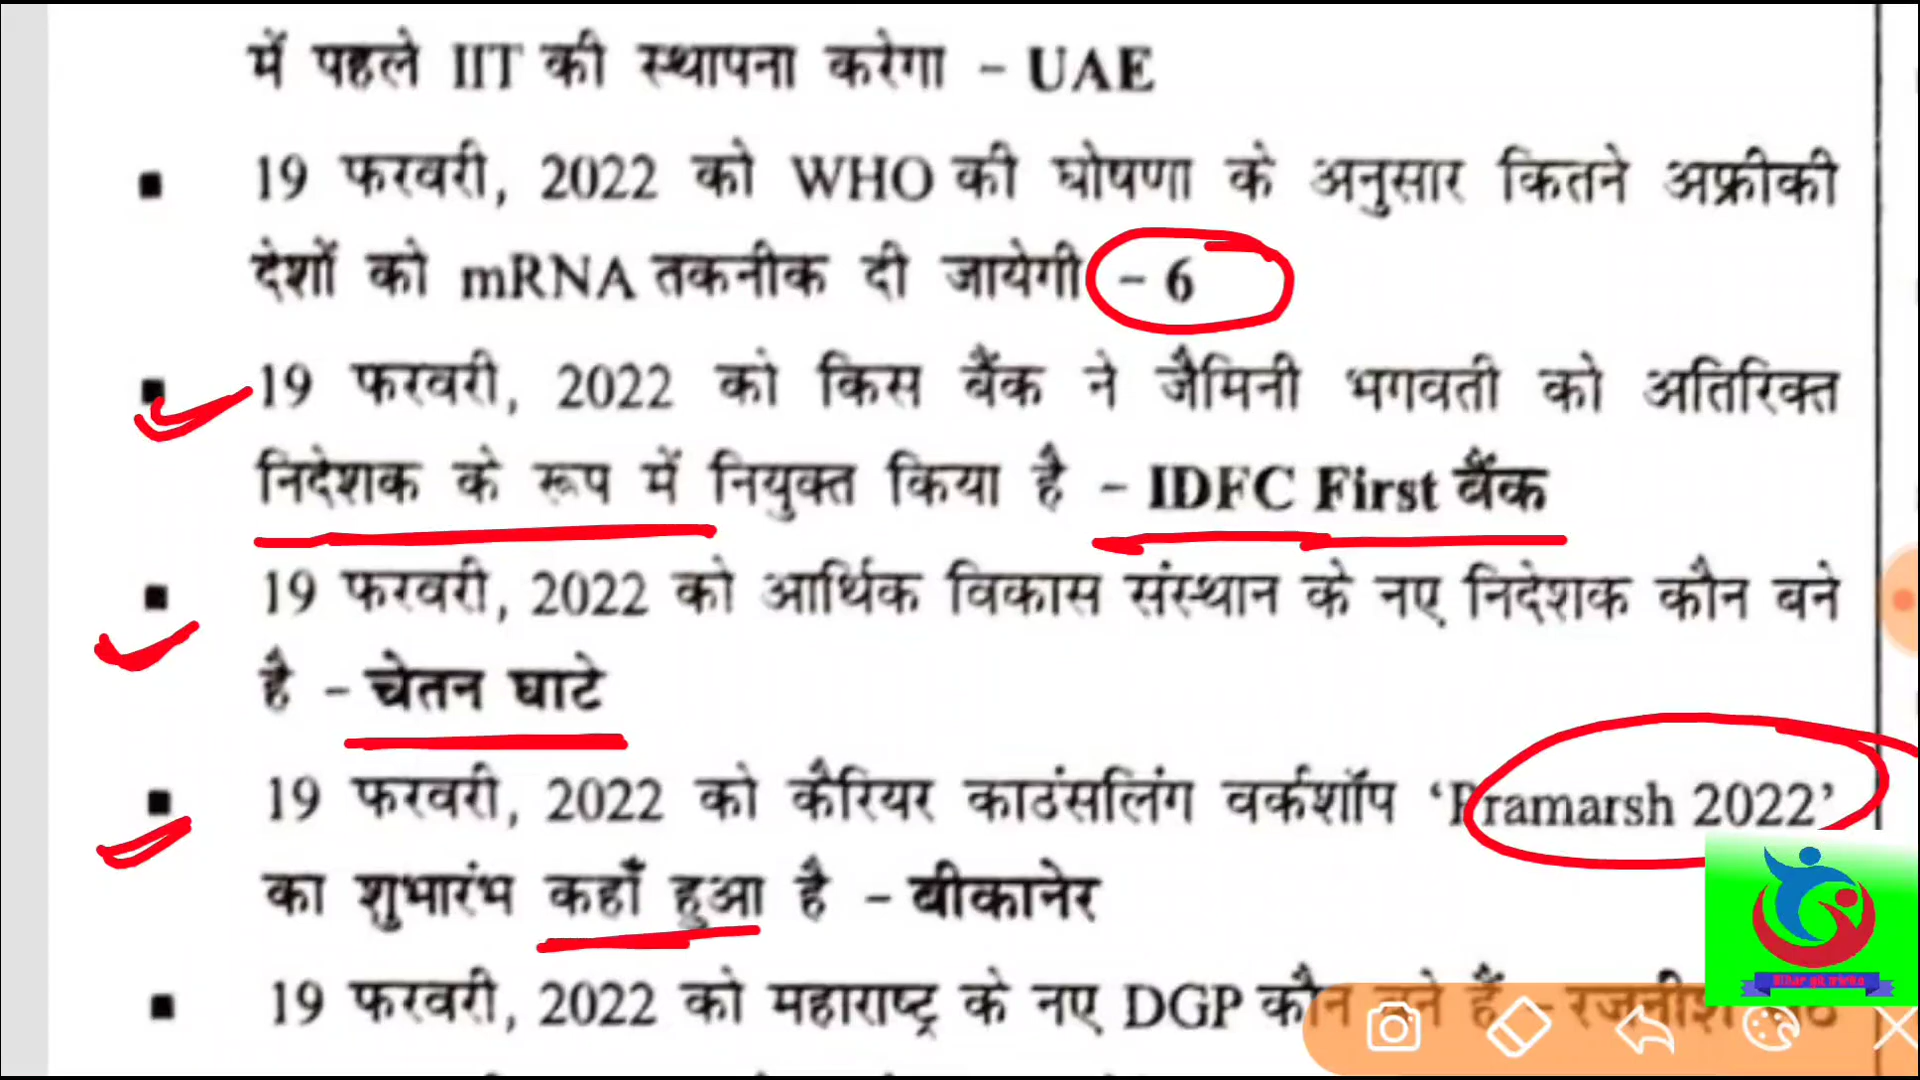 में पहले IIT की स्थापना करेगा - UAE
19 फरवरी, 2022 को WHO की घोषणा के अनुसार कितने अफ्रीकी
देशों को mRNA तकनीक दी जायेगी - 6
19 फरवरी, 2022 को किस बैंक ने जैमिनी भगवती को अतिरिक्त
निदेशक के रूप में नियुक्त किया है - IDFC First बैंक
19 फरवरी, 2022 को आर्थिक विकास संस्थान के नए निदेशक कौन बने
है - चेतन घाटे
19 फरवरी, 2022 को कैरियर काउंसलिंग वर्कशॉप ‘Pramarsh 2022’
का शुभारंभ कहाँ हुआ है - बीकानेर
19 फरवरी, 2022 को महाराष्ट्र के नए DGP कौन बने हैं - रजनीश